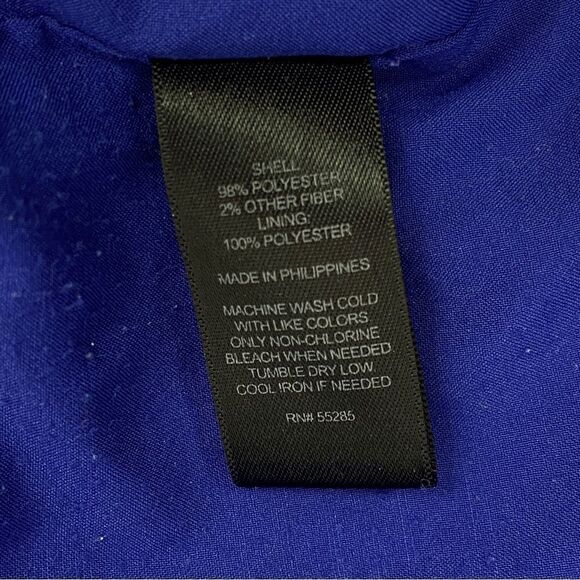 SHELL
98% POLYESTER
2% OTHER FIBER
LINING:
100% POLYESTER
MADE IN PHILIPPINES
MACHINE WASH COLD
WITH LIKE COLORS
ONLY NON-CHLORINE
BLEACH WHEN NEEDED
TUMBLE DRY LOW
COOL IRON IF NEEDED
RN# 55285